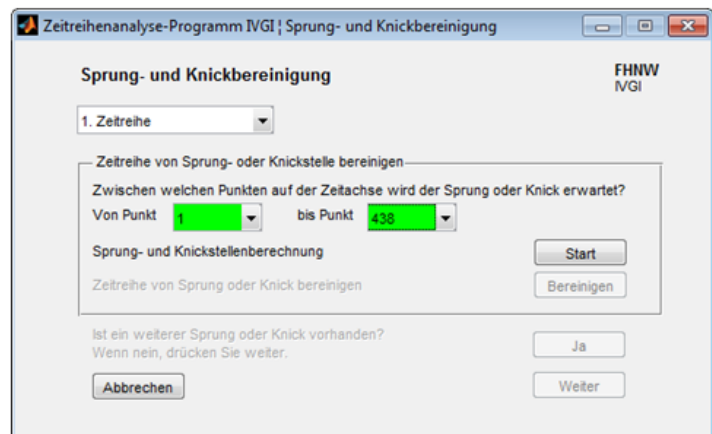 Zeitreihenanalyse-Programm IVGI ¦ Sprung- und Knickbereinigung
Sprung- und Knickbereinigung
FHNW
IVGI
1. Zeitreihe
Zeitreihe von Sprung- oder Knickstelle bereinigen
Zwischen welchen Punkten auf der Zeitachse wird der Sprung oder Knick erwartet?
Von Punkt 1 bis Punkt 438
Sprung- und Knickstellenberechnung Start
Zeitreihe von Sprung oder Knick bereinigen Bereinigen
Ist ein weiterer Sprung oder Knick vorhanden?
Wenn nein, drücken Sie weiter.
Ja
Abbrechen Weiter